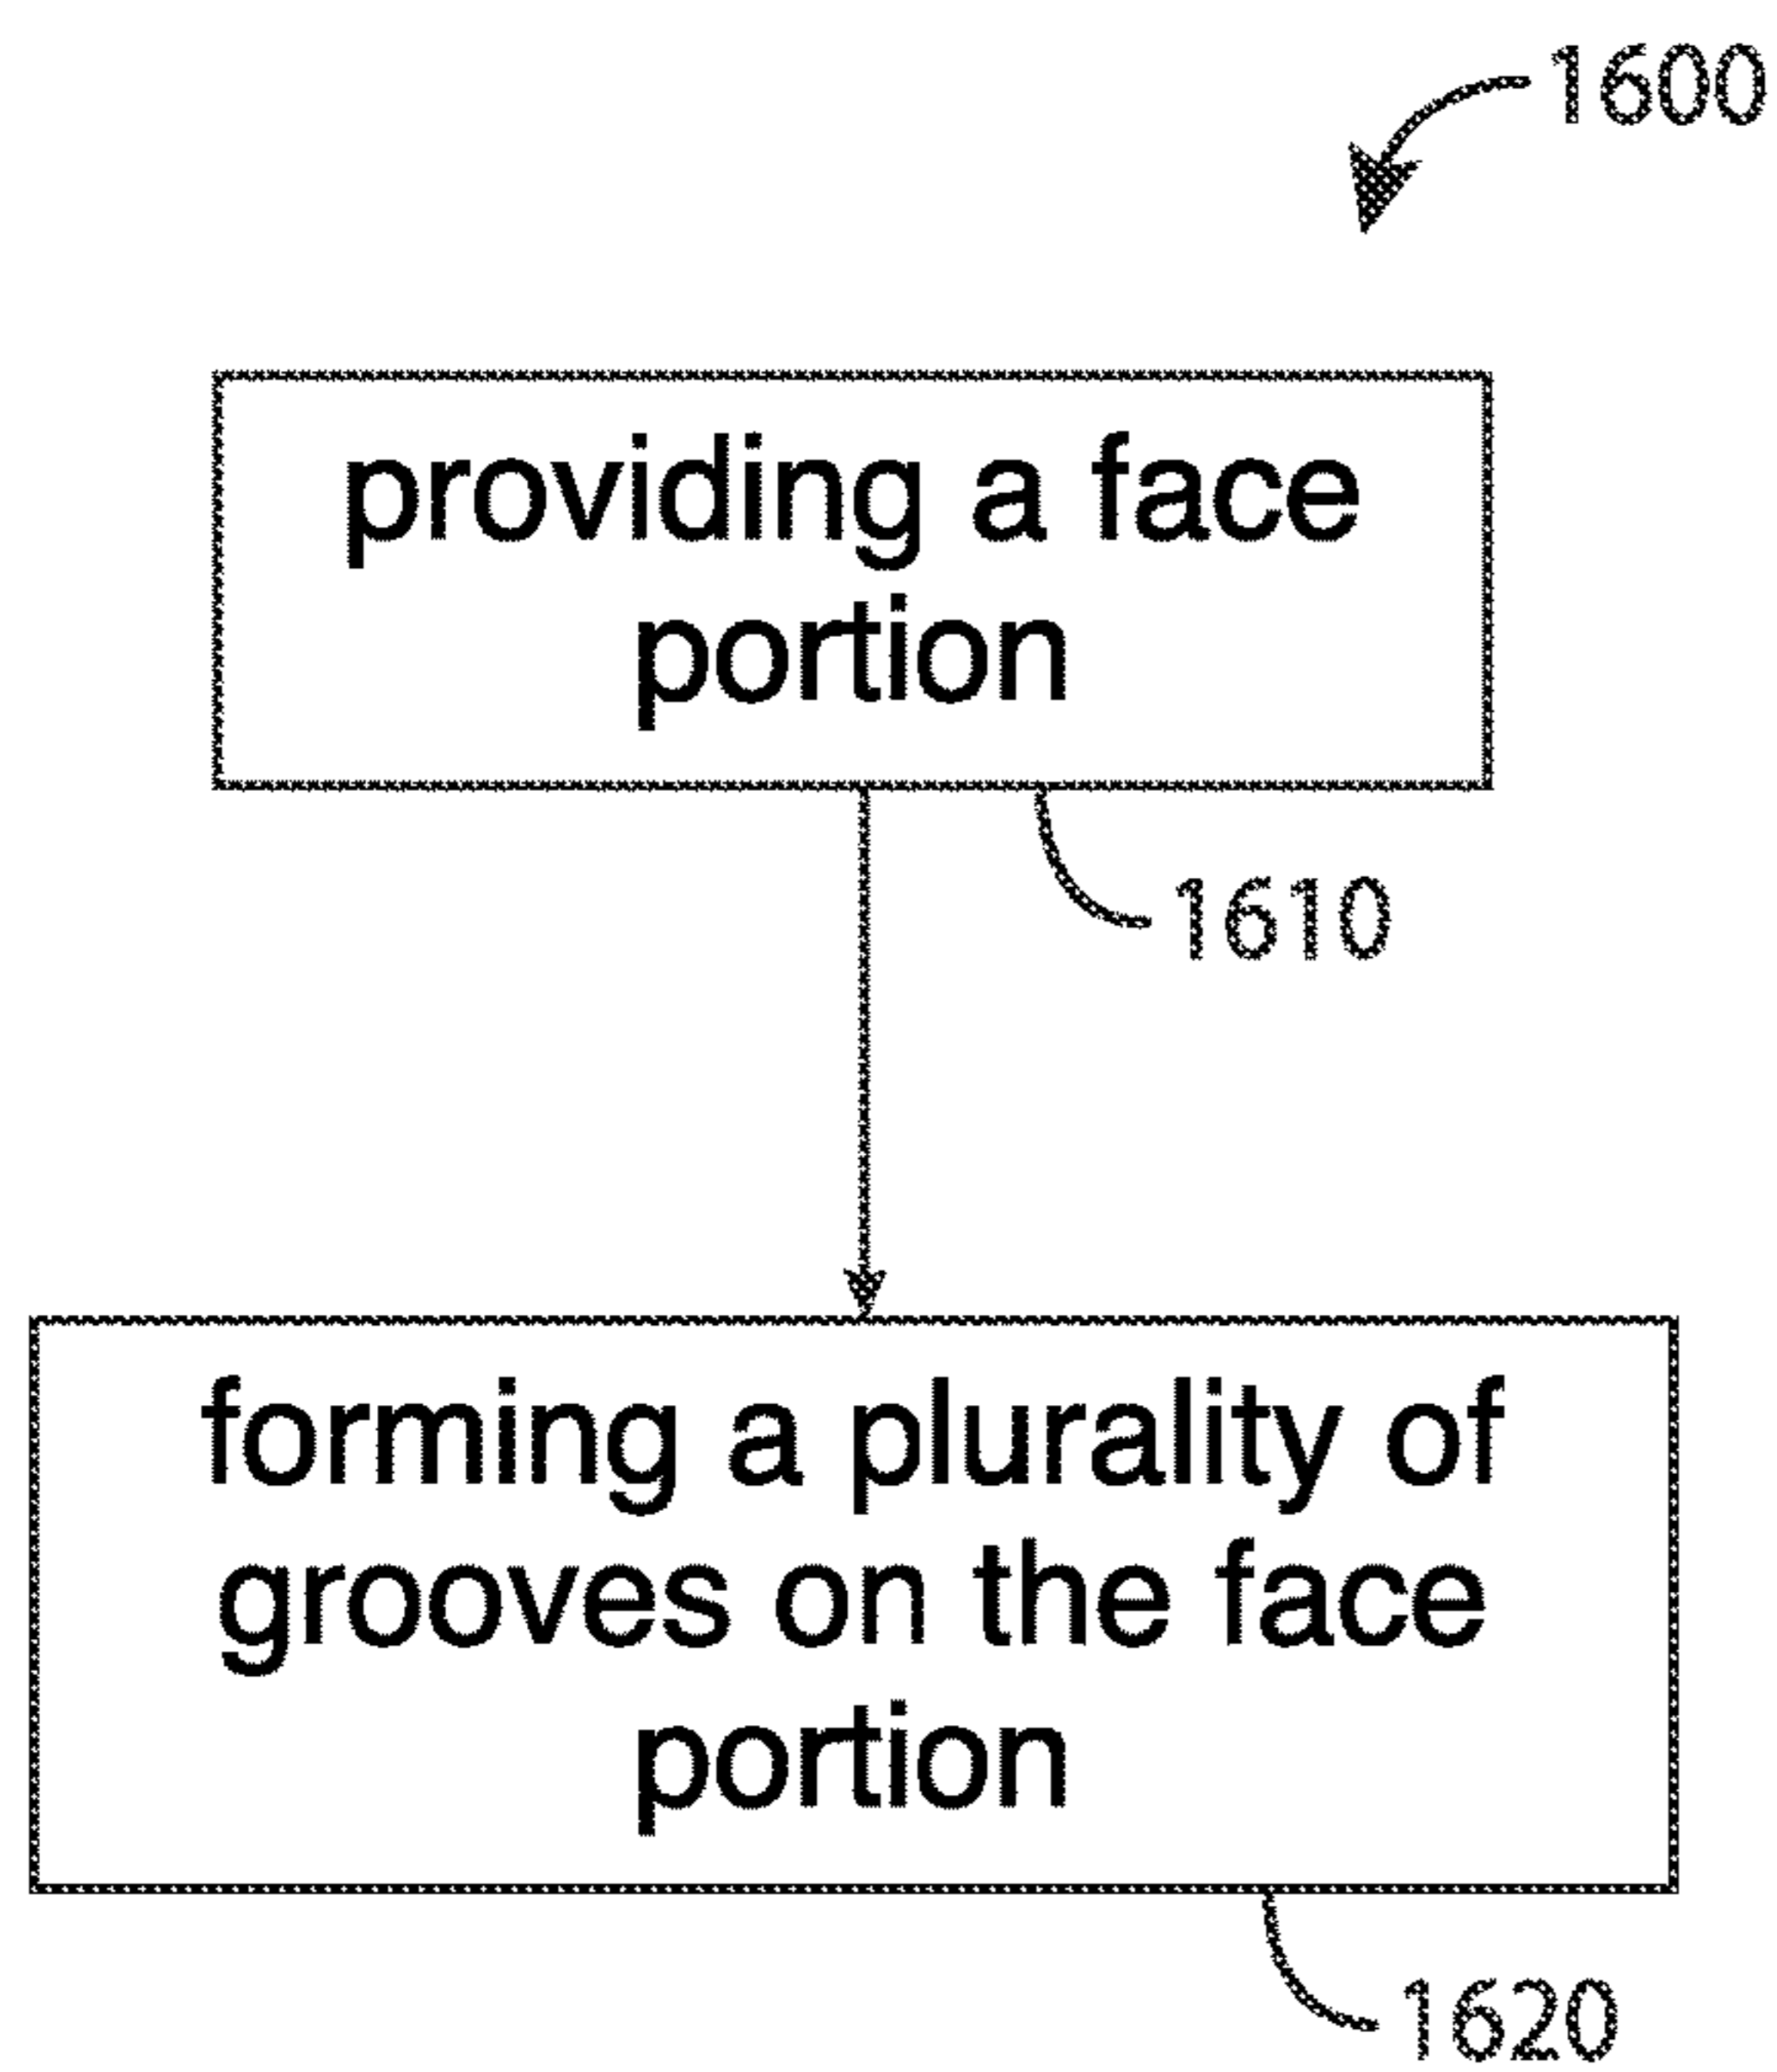 1600
providing a face
portion
1610
forming a plurality of
grooves on the face
portion
1620